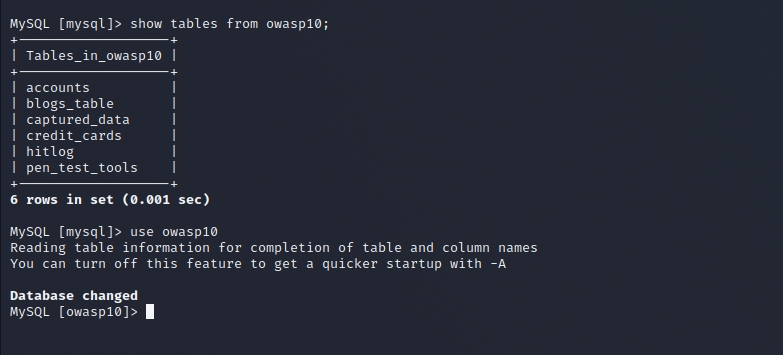 MySQL [mysql]> show tables from owasp10;
+——————————————————+
| Tables_in_owasp10 |
+——————————————————+
| accounts          |
| blogs_table       |
| captured_data     |
| credit_cards      |
| hitlog            |
| pen_test_tools    |
+——————————————————+
6 rows in set (0.001 sec)
MySQL [mysql]> use owasp10
Reading table information for completion of table and column names
You can turn off this feature to get a quicker startup with -A
Database changed
MySQL [owasp10]>